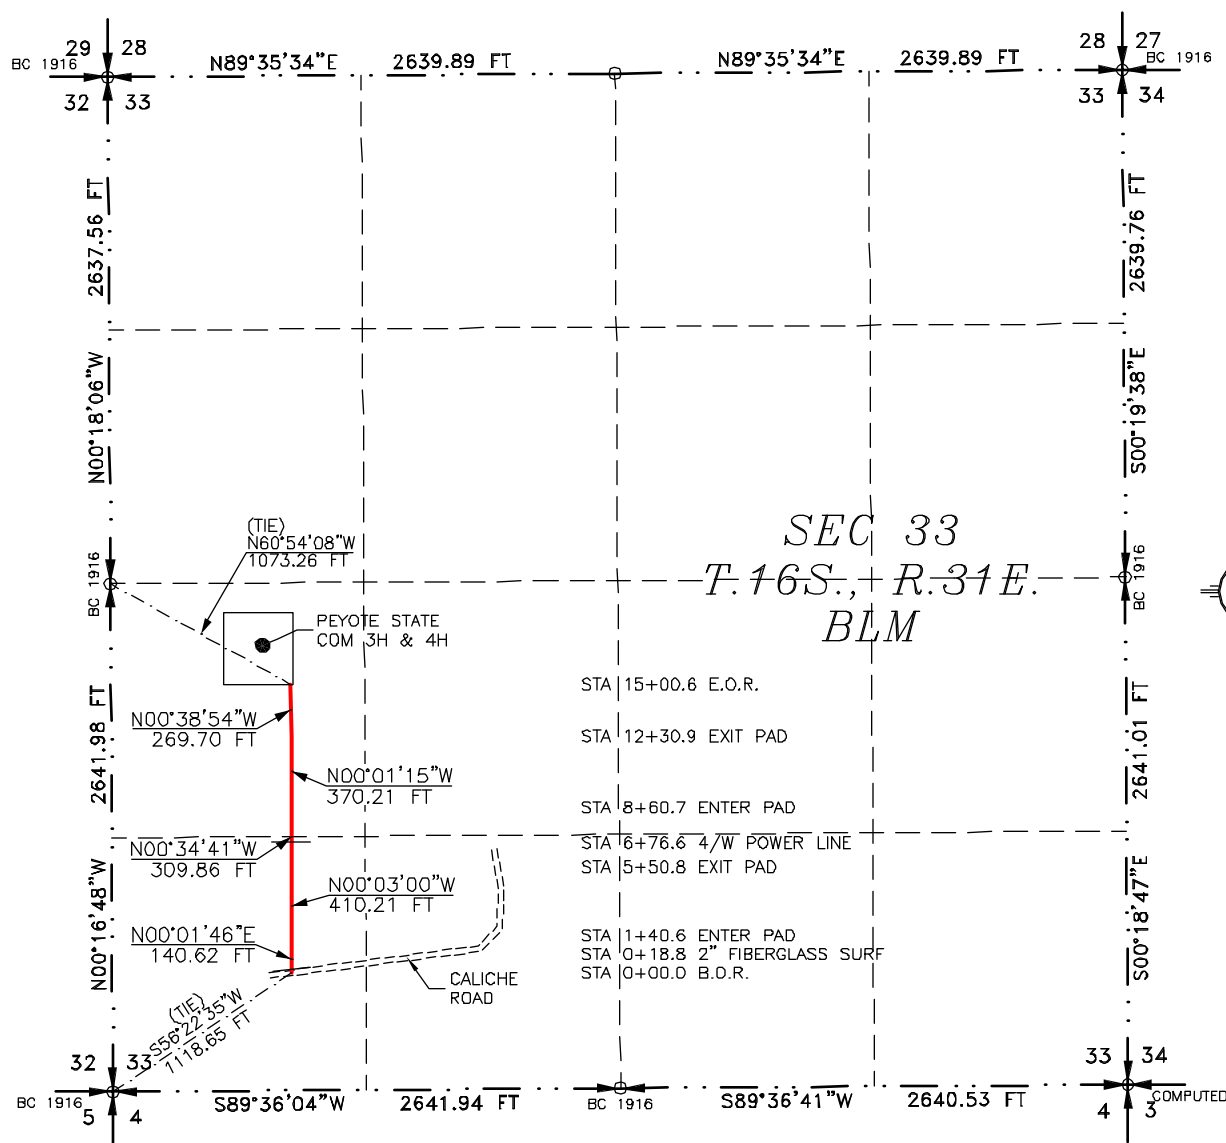 29 28
BC 1916
32 33
N89°35'34"E 2639.89 FT
N89°35'34"E 2639.89 FT
28 27
BC 1916
33 34
2637.56 FT
N00°18'06"W
2639.76 FT
S00°19'38"E
(TIE)
N60°54'08"W
1073.26 FT
SEC 33
T.16S., R.31E.
BLM
BC 1916
BC 1916
PEYOTE STATE
COM 3H & 4H
2641.98 FT
N00°16'48"W
2641.01 FT
S00°18'47"E
N00°38'54"W
269.70 FT
N00°01'15"W
370.21 FT
N00°34'41"W
309.86 FT
N00°03'00"W
410.21 FT
N00°01'46"E
140.62 FT
STA 15+00.6 E.O.R.
STA 12+30.9 EXIT PAD
STA 8+60.7 ENTER PAD
STA 6+76.6 4/W POWER LINE
STA 5+50.8 EXIT PAD
STA 1+40.6 ENTER PAD
STA 0+18.8 2" FIBERGLASS SURF
STA 0+00.0 B.O.R.
CALICHE
ROAD
(TIE)
S56°22'35"W
1118.65 FT
32 33
BC 1916
5 4
S89°36'04"W 2641.94 FT
BC 1916
S89°36'41"W 2640.53 FT
33 34
COMPUTED
4 3